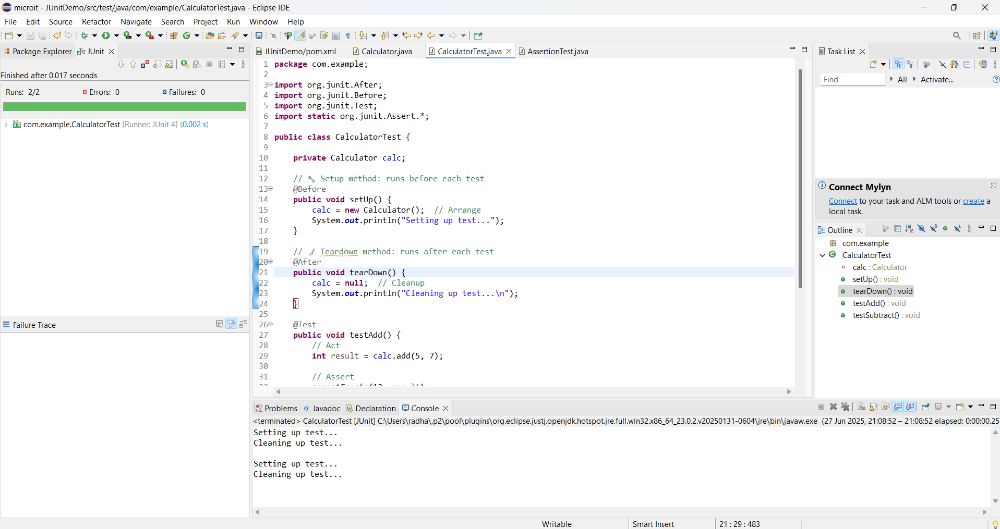 microit - JUnitDemo/src/test/java/com/example/CalculatorTest.java - Eclipse IDE
File Edit Source Refactor Navigate Search Project Run Window Help
Package Explorer JUnit
Finished after 0.017 seconds
Runs: 2/2 Errors: 0 Failures: 0
com.example.CalculatorTest [Runner: JUnit 4] (0.002 s)
Failure Trace
JUnitDemo/pom.xml Calculator.java CalculatorTest.java AssertionTest.java
1 package com.example;
2
3 import org.junit.After;
4 import org.junit.Before;
5 import org.junit.Test;
6 import static org.junit.Assert.*;
7
8 public class CalculatorTest {
9
10 private Calculator calc;
11
12 // 🔧 Setup method: runs before each test
13 @Before
14 public void setUp() {
15 calc = new Calculator(); // Arrange
16 System.out.println("Setting up test...");
17 }
18
19 // 🧹 Teardown method: runs after each test
20 @After
21 public void tearDown() {
22 calc = null; // Cleanup
23 System.out.println("Cleaning up test...\n");
24 }
25
26 @Test
27 public void testAdd() {
28 // Act
29 int result = calc.add(5, 7);
30
31 // Assert
Task List
Find All Activate...
Connect Mylyn
Connect to your task and ALM tools or create a
local task.
Outline
com.example
CalculatorTest
calc : Calculator
setUp() : void
tearDown() : void
testAdd() : void
testSubtract() : void
Problems Javadoc Declaration Console
<terminated> CalculatorTest [JUnit] C:\Users\radha\.p2\pool\plugins\org.eclipse.justj.openjdk.hotspot.jre.full.win32.x86_64_23.0.2.v20250131-0604\jre\bin\javaw.exe (27 Jun 2025, 21:08:52 – 21:08:52 elapsed: 0:00:00.25
Setting up test...
Cleaning up test...
Setting up test...
Cleaning up test...
Writable Smart Insert 21 : 29 : 483